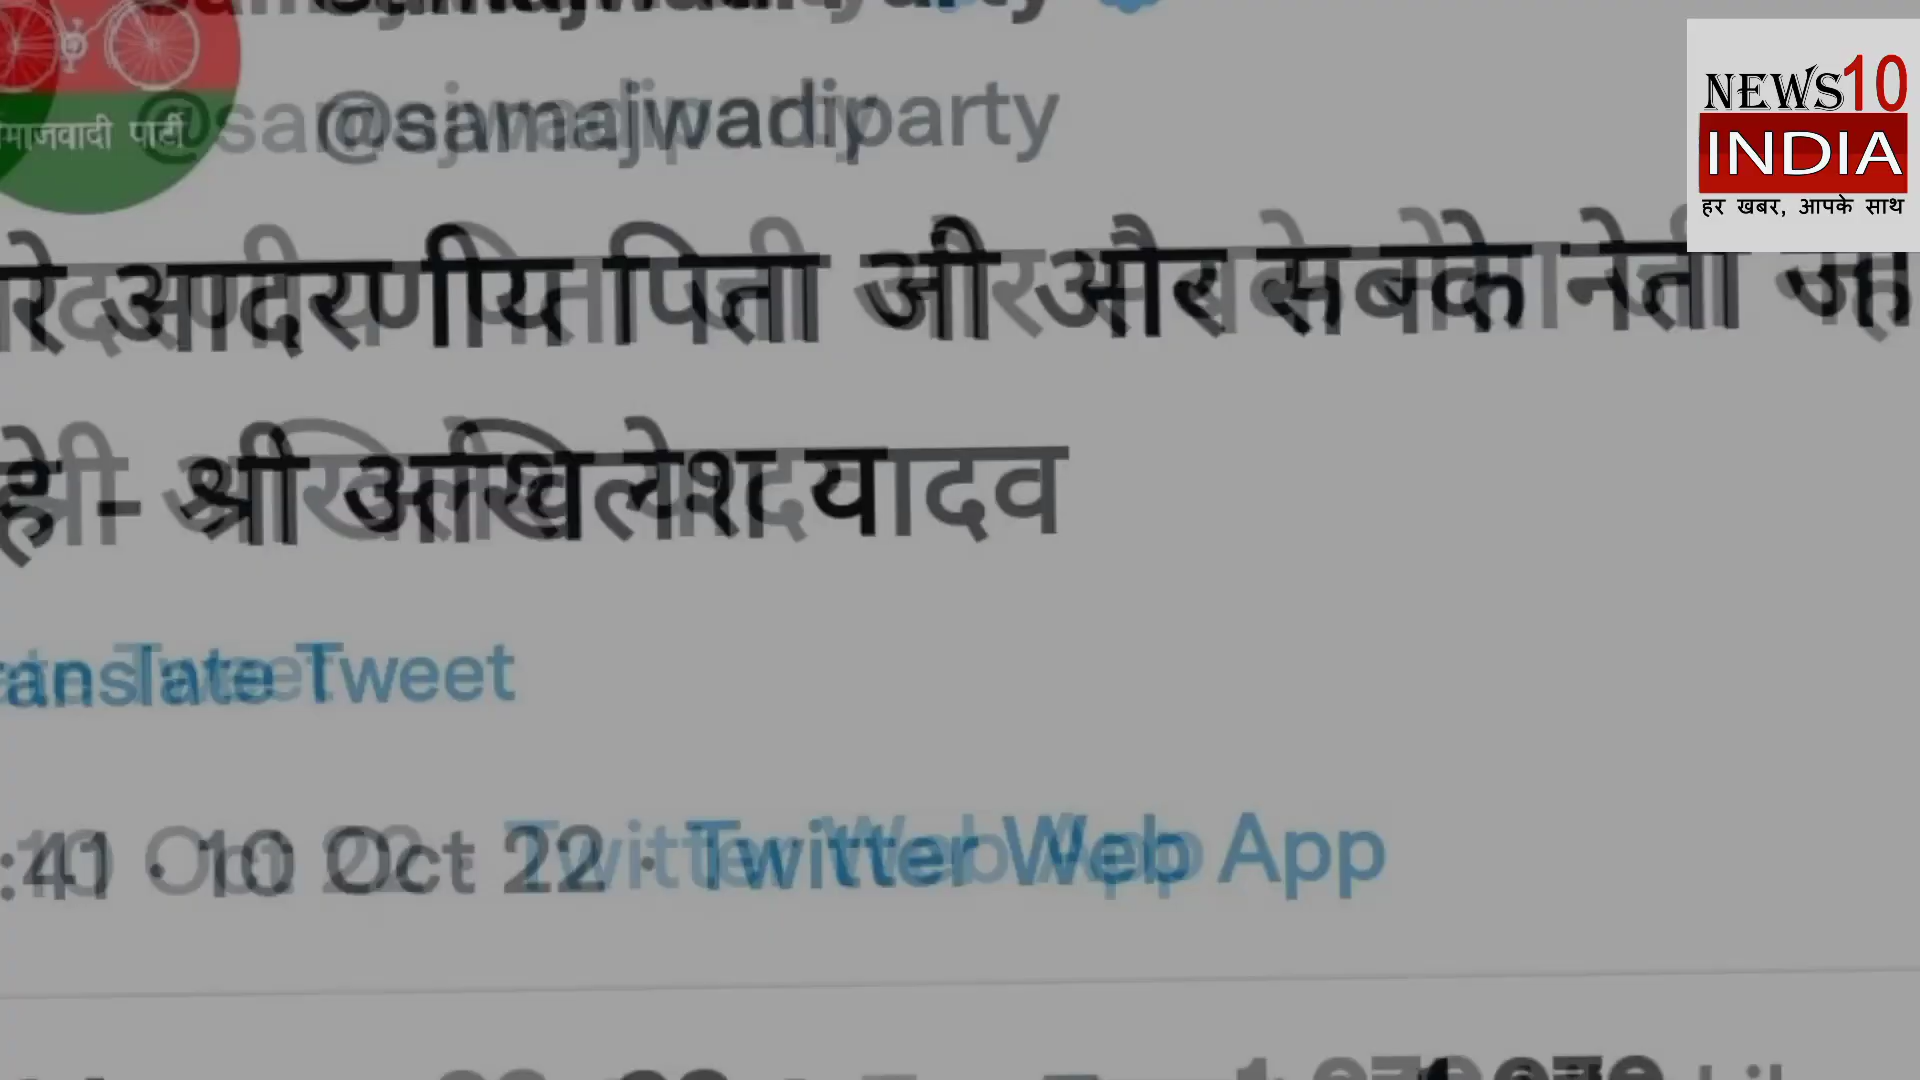 @samajwadiparty
NEWS10
INDIA
हर खबर, आपके साथ
आदरणीय पिता जी और सबके नेता जी
- श्री अखिलेश यादव
Translate Tweet
:41 · 10 Oct 22 · Twitter Web App